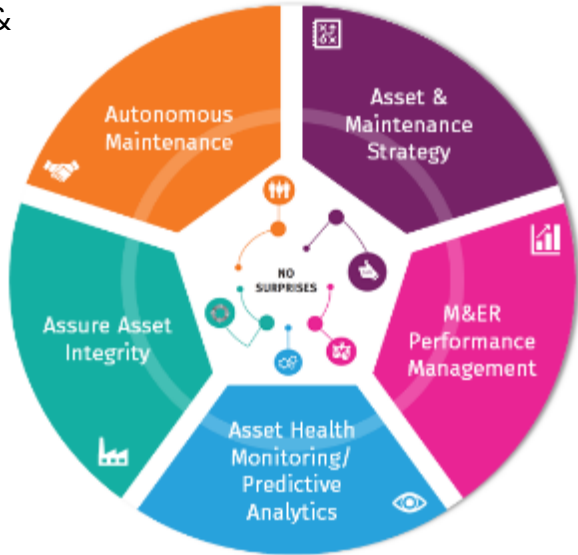 &
Autonomous
Maintenance
Asset &
Maintenance
Strategy
NO
SURPRISES
Assure Asset
Integrity
M&ER
Performance
Management
Asset Health
Monitoring/
Predictive
Analytics